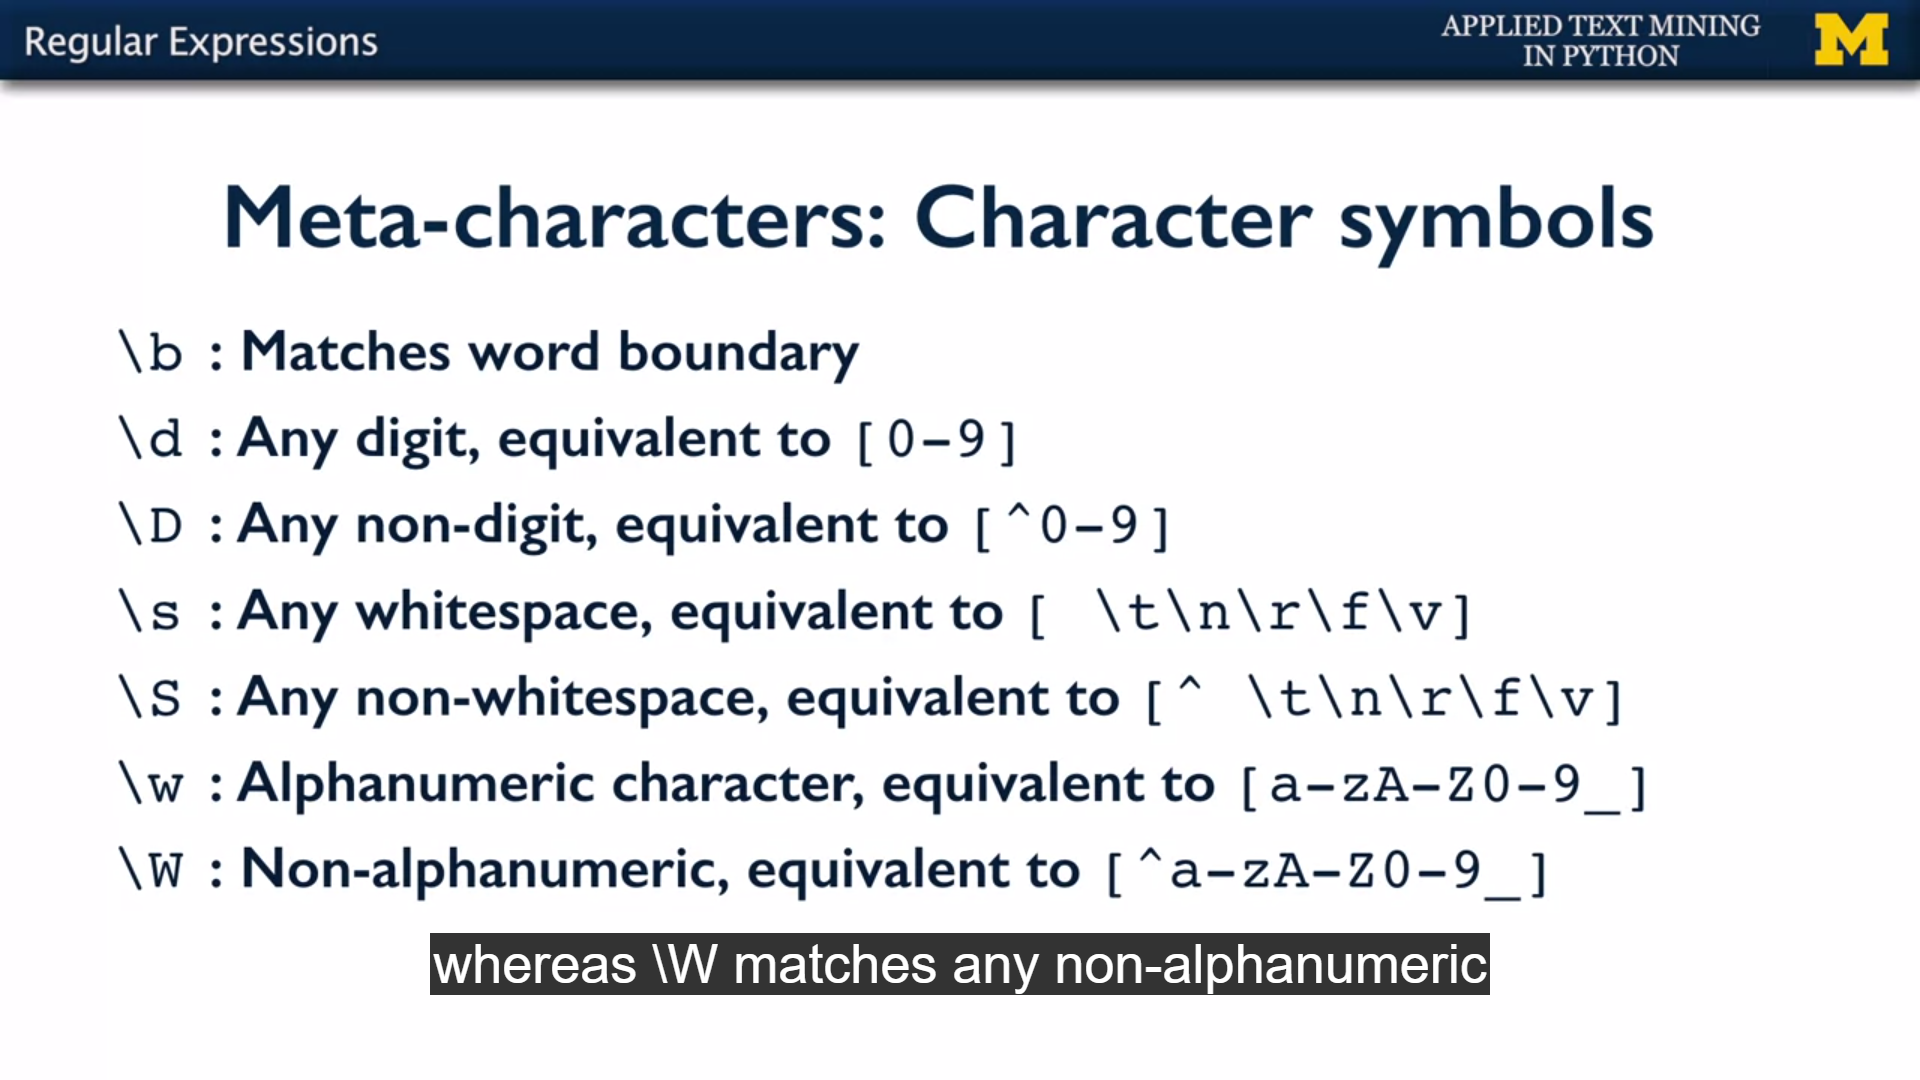 Regular Expressions
APPLIED TEXT MINING
IN PYTHON
M
Meta-characters: Character symbols
\b : Matches word boundary
\d : Any digit, equivalent to [0-9]
\D : Any non-digit, equivalent to [^0-9]
\s : Any whitespace, equivalent to [ \t\n\r\f\v]
\S : Any non-whitespace, equivalent to [^ \t\n\r\f\v]
\w : Alphanumeric character, equivalent to [a-zA-Z0-9_]
\W : Non-alphanumeric, equivalent to [^a-zA-Z0-9_]
whereas \W matches any non-alphanumeric